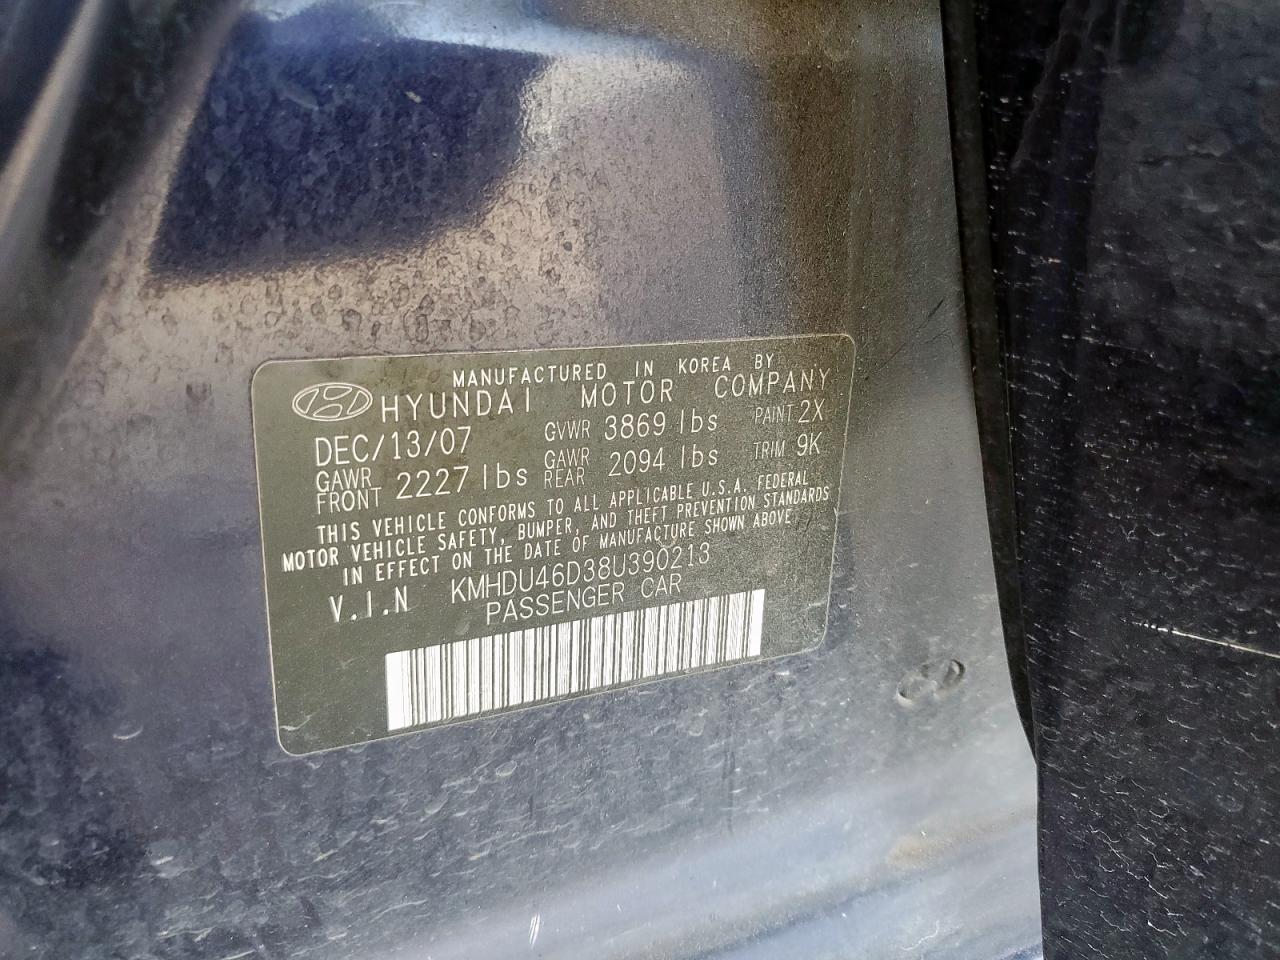 MANUFACTURED IN KOREA BY
HYUNDAI MOTOR COMPANY
DEC/13/07 GVWR 3869 lbs PAINT 2X
GAWR FRONT 2227 lbs GAWR REAR 2094 lbs TRIM 9K
THIS VEHICLE CONFORMS TO ALL APPLICABLE U.S.A. FEDERAL
MOTOR VEHICLE SAFETY, BUMPER, AND THEFT PREVENTION STANDARDS
IN EFFECT ON THE DATE OF MANUFACTURE SHOWN ABOVE
V.I.N KMHDU46D38U390213
PASSENGER CAR